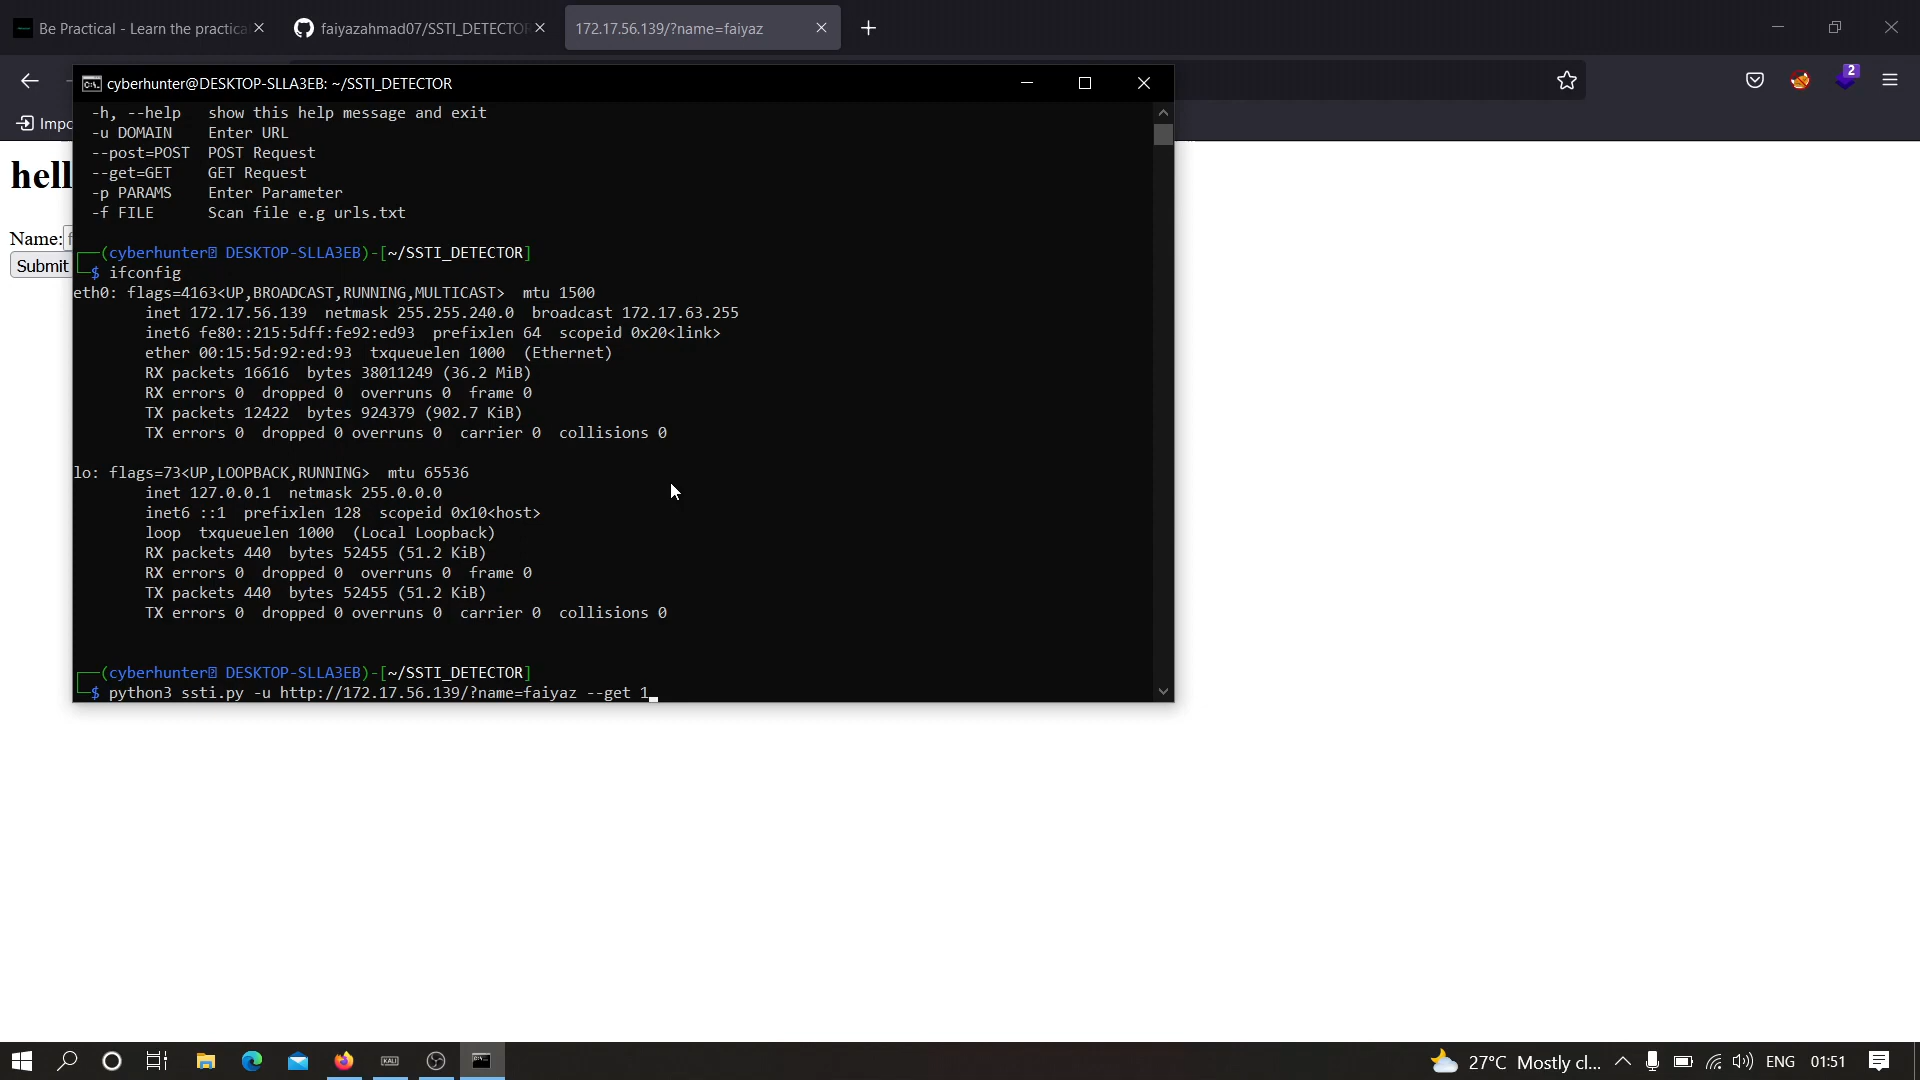 Be Practical - Learn the practica
faiyazahmad07/SSTI_DETECTOR
172.17.56.139/?name=faiyaz
2
cyberhunter@DESKTOP-SLLA3EB: ~/SSTI_DETECTOR
Impo
hell
Name:
Submit
-h, --help show this help message and exit
-u DOMAIN Enter URL
--post=POST POST Request
--get=GET GET Request
-p PARAMS Enter Parameter
-f FILE Scan file e.g urls.txt
(cyberhunter DESKTOP-SLLA3EB)-[~/SSTI_DETECTOR]
$ ifconfig
eth0: flags=4163<UP,BROADCAST,RUNNING,MULTICAST> mtu 1500
inet 172.17.56.139 netmask 255.255.240.0 broadcast 172.17.63.255
inet6 fe80::215:5dff:fe92:ed93 prefixlen 64 scopeid 0x20<link>
ether 00:15:5d:92:ed:93 txqueuelen 1000 (Ethernet)
RX packets 16616 bytes 38011249 (36.2 MiB)
RX errors 0 dropped 0 overruns 0 frame 0
TX packets 12422 bytes 924379 (902.7 KiB)
TX errors 0 dropped 0 overruns 0 carrier 0 collisions 0
lo: flags=73<UP,LOOPBACK,RUNNING> mtu 65536
inet 127.0.0.1 netmask 255.0.0.0
inet6 ::1 prefixlen 128 scopeid 0x10<host>
loop txqueuelen 1000 (Local Loopback)
RX packets 440 bytes 52455 (51.2 KiB)
RX errors 0 dropped 0 overruns 0 frame 0
TX packets 440 bytes 52455 (51.2 KiB)
TX errors 0 dropped 0 overruns 0 carrier 0 collisions 0
(cyberhunter DESKTOP-SLLA3EB)-[~/SSTI_DETECTOR]
$ python3 ssti.py -u http://172.17.56.139/?name=faiyaz --get 1
27°C Mostly cl... ENG 01:51